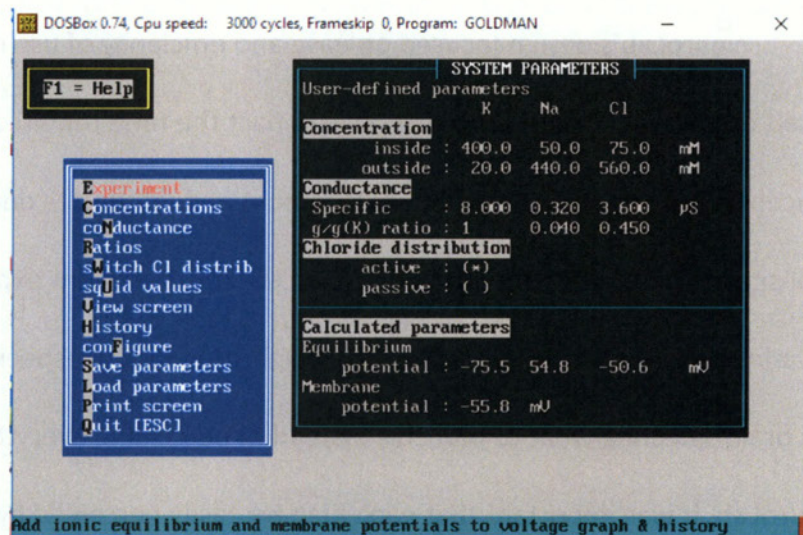 DOSBox 0.74, Cpu speed: 3000 cycles, Frameskip 0, Program: GOLDMAN
F1 = Help
Experiment
Concentrations
coNductance
Ratios
sWitch Cl distrib
sqUid values
View screen
History
conFigure
Save parameters
Load parameters
Print screen
Quit [ESC]
SYSTEM PARAMETERS
User-defined parameters
K Na Cl
Concentration
inside : 400.0 50.0 75.0 mM
outside : 20.0 440.0 560.0 mM
Conductance
Specific : 8.000 0.320 3.600 µS
g/g(K) ratio : 1 0.040 0.450
Chloride distribution
active : (*)
passive : ( )
Calculated parameters
Equilibrium
potential : -75.5 54.8 -50.6 mV
Membrane
potential : -55.8 mV
Add ionic equilibrium and membrane potentials to voltage graph & history